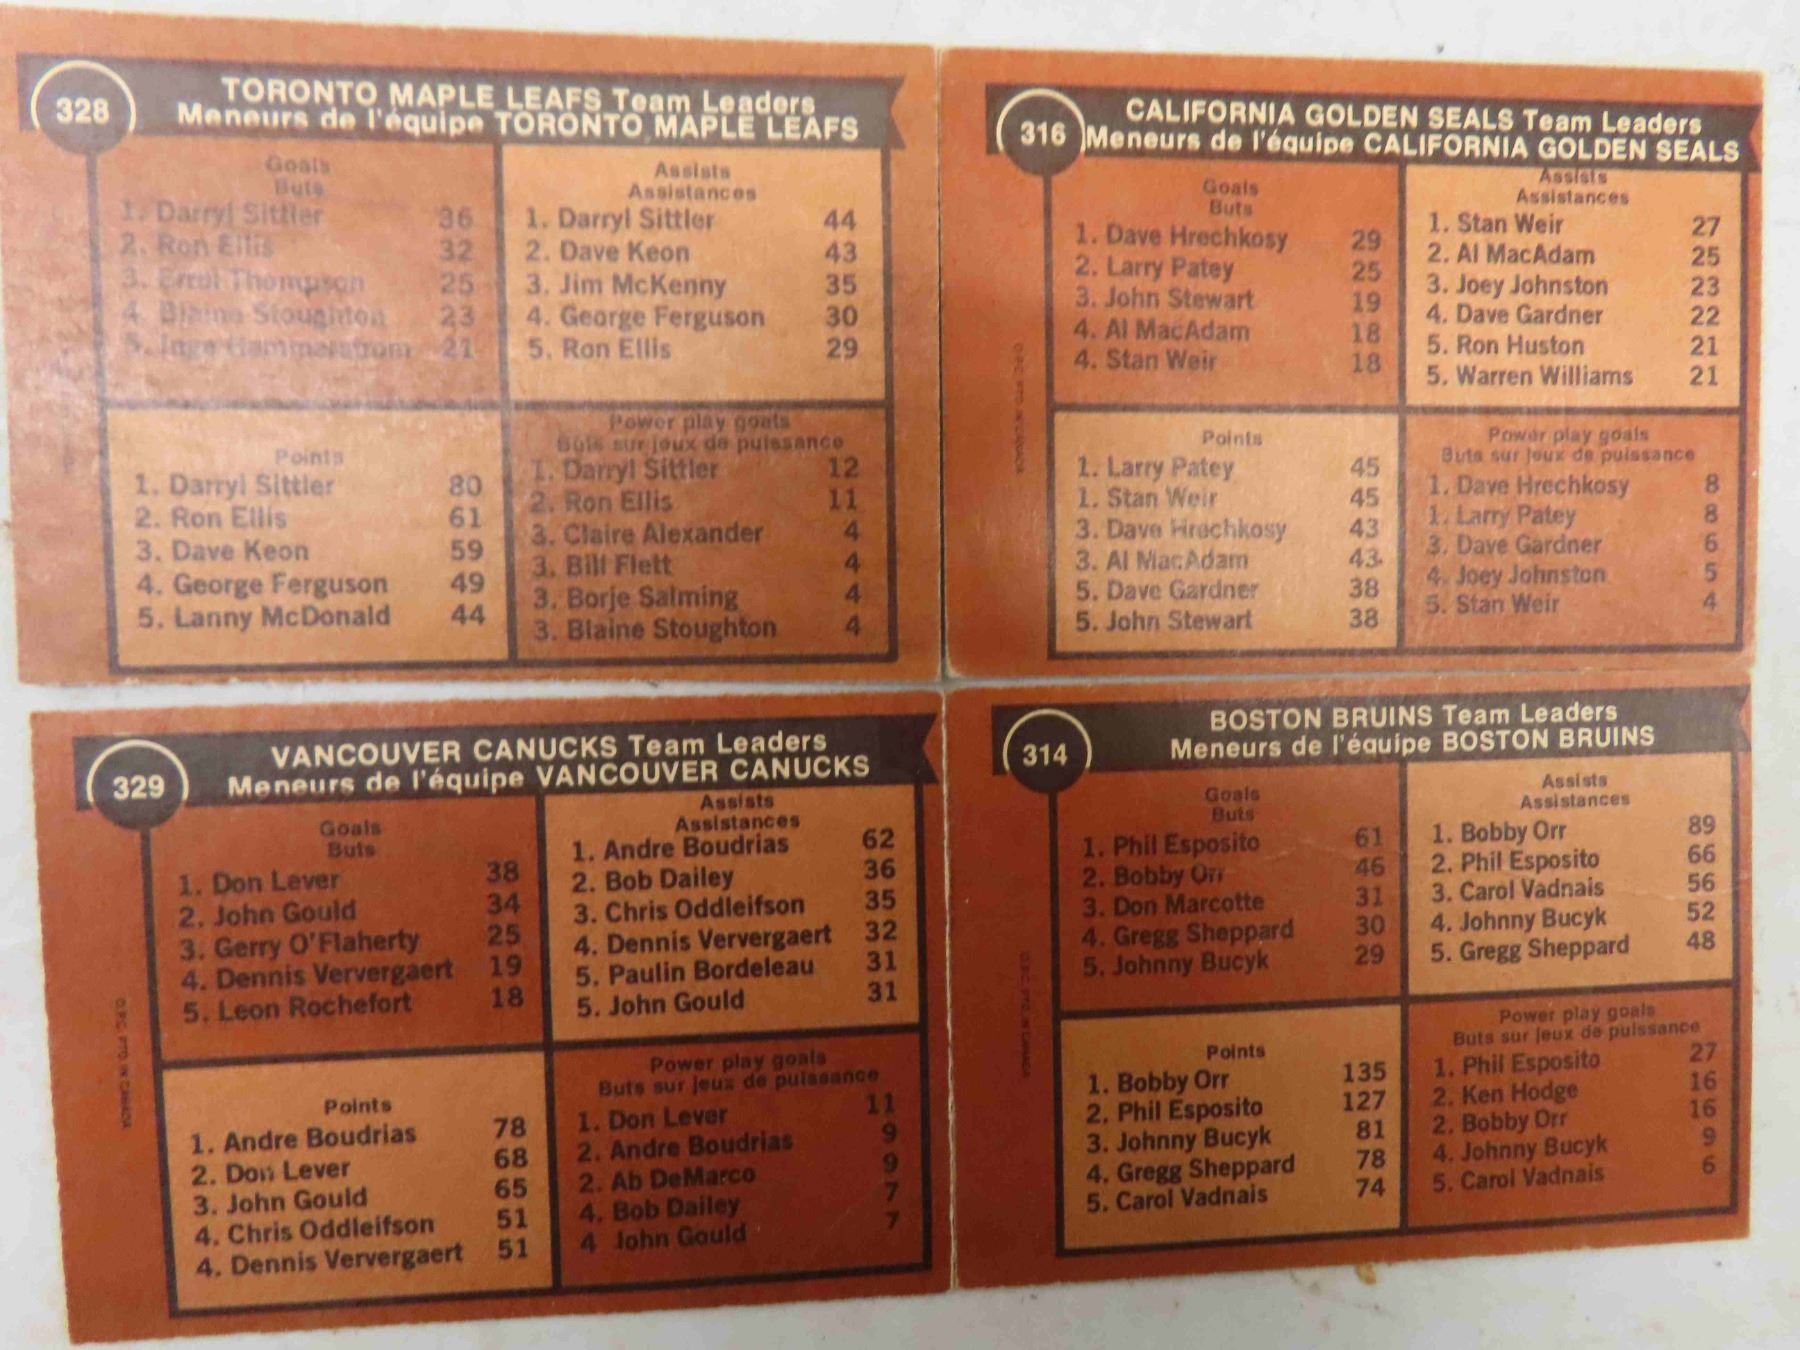 328
TORONTO MAPLE LEAFS Team Leaders
Meneurs de l'équipe TORONTO MAPLE LEAFS
Goals
Buts
1. Darryl Sittler 36
2. Ron Ellis 32
3. Errol Thompson 25
4. Blaine Stoughton 23
5. Inge Hammarstrom 21
Assists
Assistances
1. Darryl Sittler 44
2. Dave Keon 43
3. Jim McKenny 35
4. George Ferguson 30
5. Ron Ellis 29
Points
1. Darryl Sittler 80
2. Ron Ellis 61
3. Dave Keon 59
4. George Ferguson 49
5. Lanny McDonald 44
Power play goals
Buts sur jeux de puissance
1. Darryl Sittler 12
2. Ron Ellis 11
3. Claire Alexander 4
3. Bill Flett 4
3. Borje Salming 4
3. Blaine Stoughton 4
316
CALIFORNIA GOLDEN SEALS Team Leaders
Meneurs de l'équipe CALIFORNIA GOLDEN SEALS
Goals
Buts
1. Dave Hrechkosy 29
2. Larry Patey 25
3. John Stewart 19
4. Al MacAdam 18
4. Stan Weir 18
Assists
Assistances
1. Stan Weir 27
2. Al MacAdam 25
3. Joey Johnston 23
4. Dave Gardner 22
5. Ron Huston 21
5. Warren Williams 21
Points
1. Larry Patey 45
1. Stan Weir 45
3. Dave Hrechkosy 43
3. Al MacAdam 43
5. Dave Gardner 38
5. John Stewart 38
Power play goals
Buts sur jeux de puissance
1. Dave Hrechkosy 8
1. Larry Patey 8
3. Dave Gardner 6
4. Joey Johnston 5
5. Stan Weir 4
O.P.C. PTD. IN CANADA
329
VANCOUVER CANUCKS Team Leaders
Meneurs de l'équipe VANCOUVER CANUCKS
Goals
Buts
1. Don Lever 38
2. John Gould 34
3. Gerry O'Flaherty 25
4. Dennis Ververgaert 19
5. Leon Rochefort 18
Assists
Assistances
1. Andre Boudrias 62
2. Bob Dailey 36
3. Chris Oddleifson 35
4. Dennis Ververgaert 32
5. Paulin Bordeleau 31
5. John Gould 31
Points
1. Andre Boudrias 78
2. Don Lever 68
3. John Gould 65
4. Chris Oddleifson 51
4. Dennis Ververgaert 51
Power play goals
Buts sur jeux de puissance
1. Don Lever 11
2. Andre Boudrias 9
2. Ab DeMarco 9
4. Bob Dailey 7
4 John Gould 7
O.P.C. PTD. IN CANADA
314
BOSTON BRUINS Team Leaders
Meneurs de l'équipe BOSTON BRUINS
Goals
Buts
1. Phil Esposito 61
2. Bobby Orr 46
3. Don Marcotte 31
4. Gregg Sheppard 30
5. Johnny Bucyk 29
Assists
Assistances
1. Bobby Orr 89
2. Phil Esposito 66
3. Carol Vadnais 56
4. Johnny Bucyk 52
5. Gregg Sheppard 48
Points
1. Bobby Orr 135
2. Phil Esposito 127
3. Johnny Bucyk 81
4. Gregg Sheppard 78
5. Carol Vadnais 74
Power play goals
Buts sur jeux de puissance
1. Phil Esposito 27
2. Ken Hodge 16
2. Bobby Orr 16
4. Johnny Bucyk 9
5. Carol Vadnais 6
O.P.C. PTD. IN CANADA